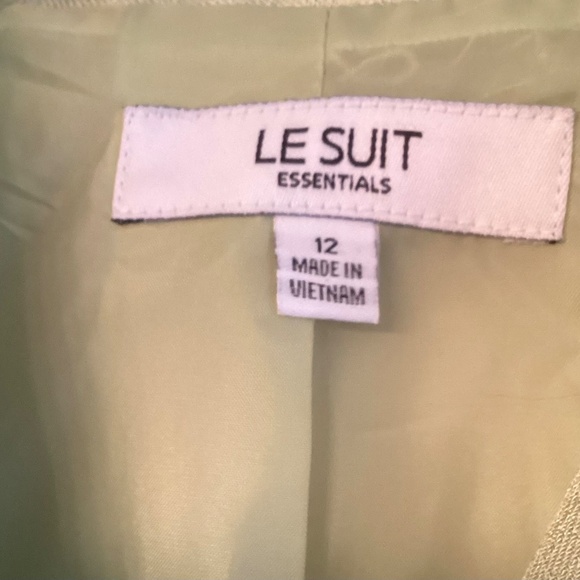 LE SUIT
ESSENTIALS
12
MADE IN
VIETNAM